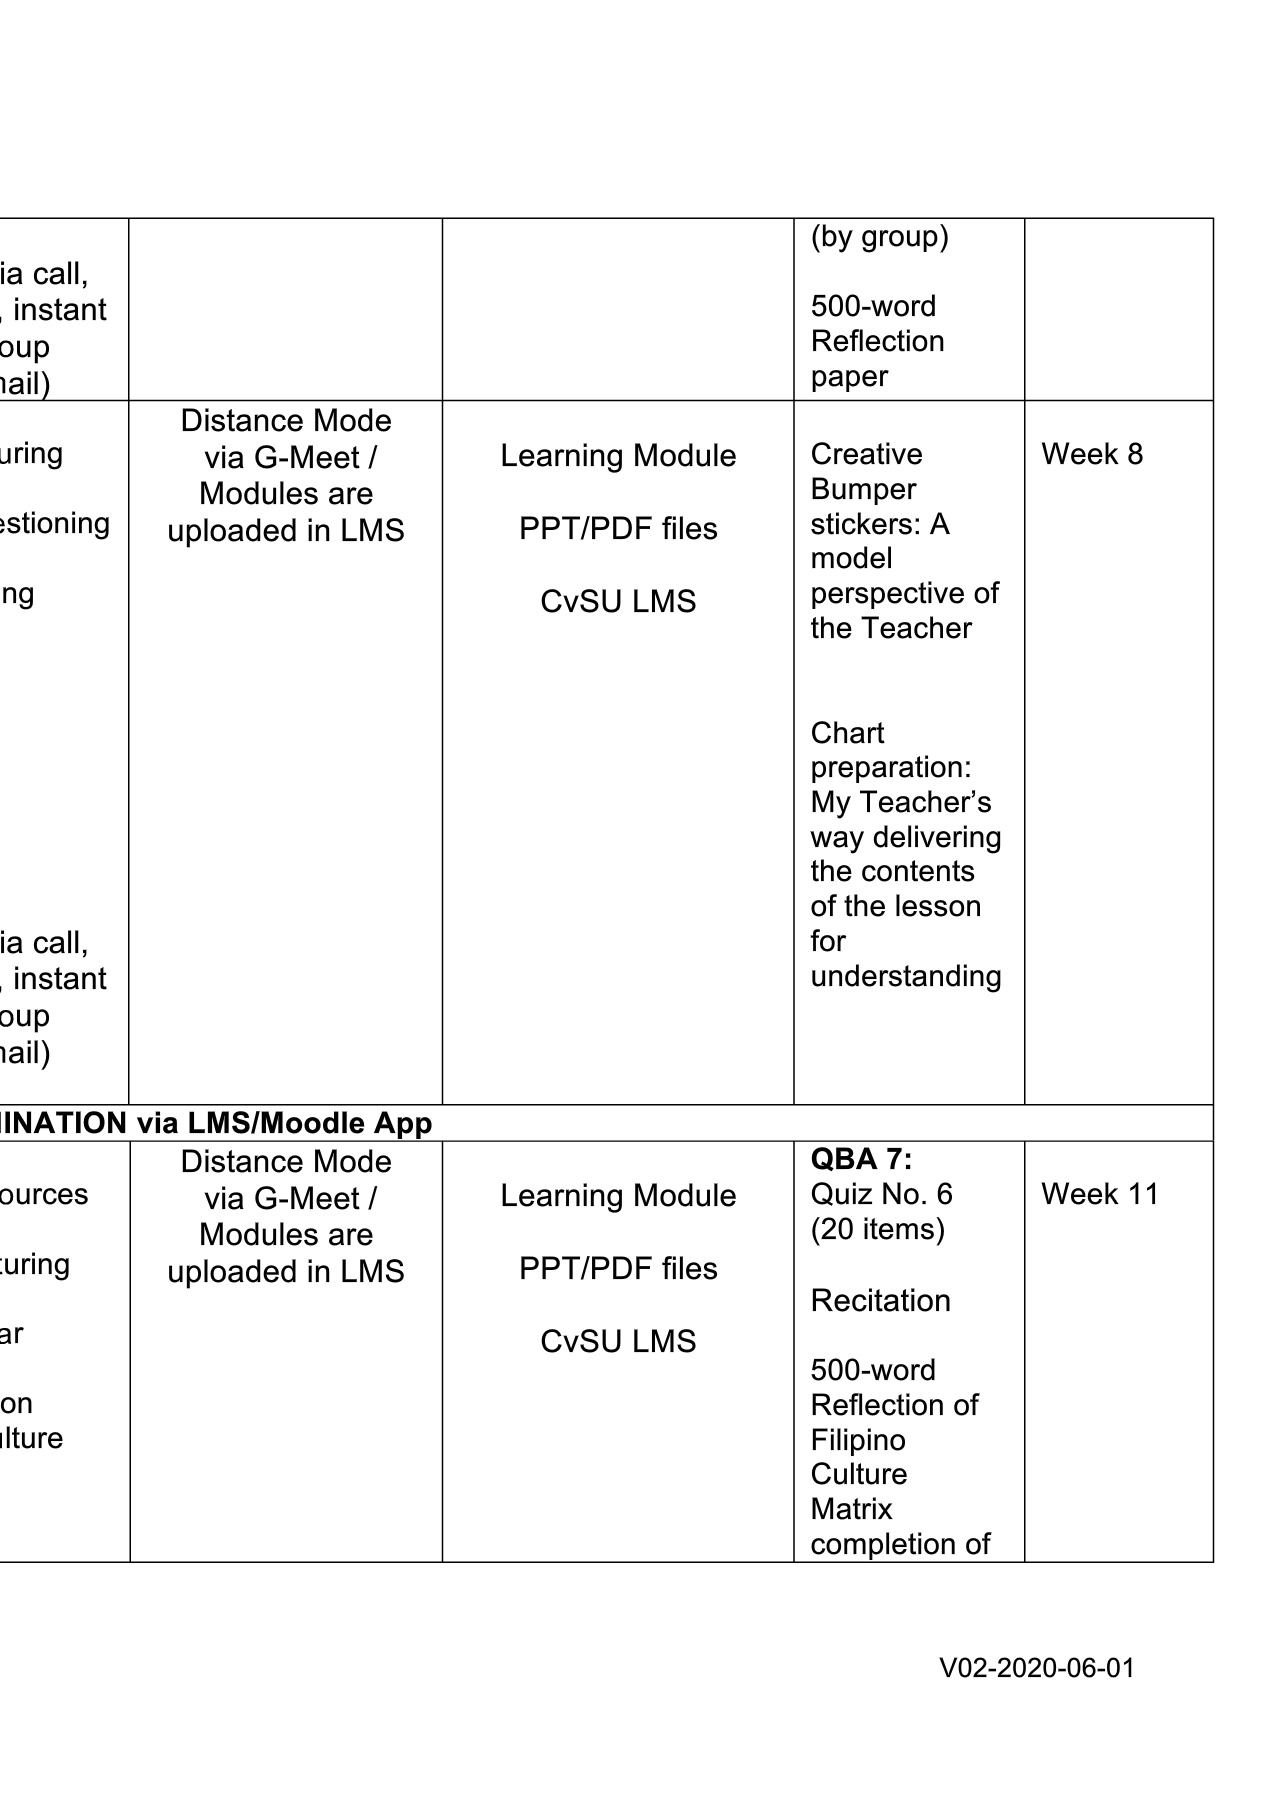 (by group)
500-word
Reflection
paper
ia call,
, instant
oup
ail)
Distance Mode
via G-Meet /
Modules are
uploaded in LMS
Learning Module
PPT/PDF files
CvSU LMS
Creative
Bumper
stickers: A
model
perspective of
the Teacher
Chart
preparation:
My Teacher’s
way delivering
the contents
of the lesson
for
understanding
Week 8
uring
estioning
ng
ia call,
, instant
oup
ail)
INATION via LMS/Moodle App
ources
turing
ar
on
ulture
Distance Mode
via G-Meet /
Modules are
uploaded in LMS
Learning Module
PPT/PDF files
CvSU LMS
QBA 7:
Quiz No. 6
(20 items)
Recitation
500-word
Reflection of
Filipino
Culture
Matrix
completion of
Week 11
V02-2020-06-01